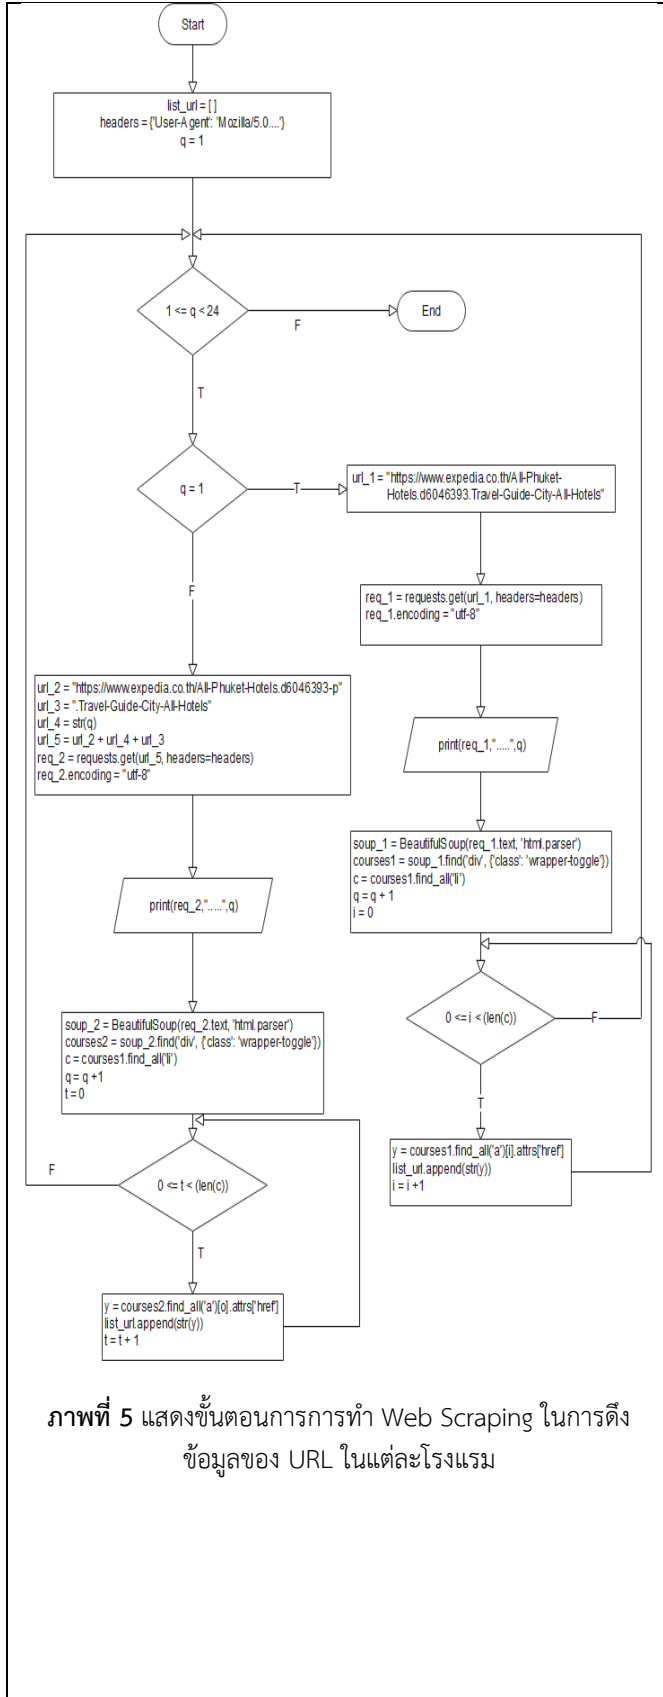 Start
list_url = [ ]
headers = {'User-Agent': 'Mozilla/5.0....'}
q = 1
1 <= q < 24
F
End
T
q = 1
T
url_1 = "https://www.expedia.co.th/All-Phuket-
Hotels.d6046393.Travel-Guide-City-All-Hotels"
F
req_1 = requests.get(url_1, headers=headers)
req_1.encoding = "utf-8"
url_2 = "https://www.expedia.co.th/All-Phuket-Hotels.d6046393-p"
url_3 = ".Travel-Guide-City-All-Hotels"
url_4 = str(q)
url_5 = url_2 + url_4 + url_3
req_2 = requests.get(url_5, headers=headers)
req_2.encoding = "utf-8"
print(req_1,".....",q)
soup_1 = BeautifulSoup(req_1.text, 'html.parser')
courses1 = soup_1.find('div', {'class': 'wrapper-toggle'})
c = courses1.find_all('li')
q = q + 1
i = 0
print(req_2,".....",q)
0 <= i < (len(c))
F
soup_2 = BeautifulSoup(req_2.text, 'html.parser')
courses2 = soup_2.find('div', {'class': 'wrapper-toggle'})
c = courses1.find_all('li')
q = q +1
t = 0
T
y = courses1.find_all('a')[i].attrs['href']
list_url.append(str(y))
i = i +1
F
0 <= t < (len(c))
T
y = courses2.find_all('a')[o].attrs['href']
list_url.append(str(y))
t = t + 1
ภาพที่ 5 แสดงขั้นตอนการการทำ Web Scraping ในการดึง
ข้อมูลของ URL ในแต่ละโรงแรม